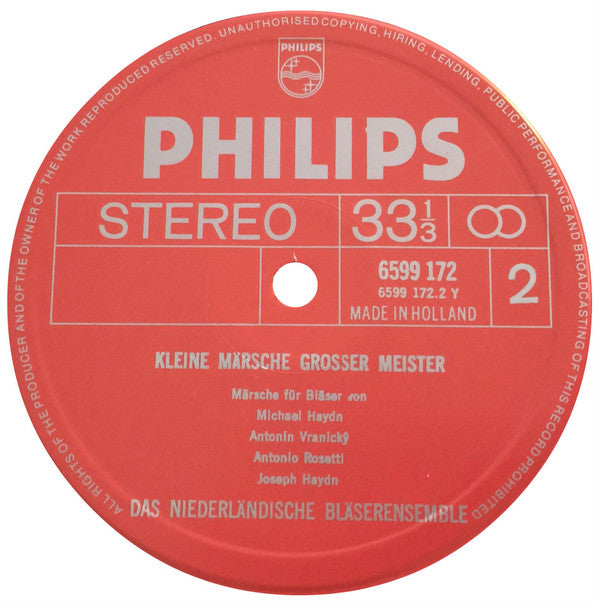 ALL RIGHTS OF THE PRODUCER AND OF THE OWNER OF THE WORK REPRODUCED RESERVED. UNAUTHORISED COPYING, HIRING, LENDING, PUBLIC PERFORMANCE AND BROADCASTING OF THIS RECORD PROHIBITED
PHILIPS
PHILIPS
STEREO 33⅓
6599 172
6599 172.2 Y
2
MADE IN HOLLAND
KLEINE MÄRSCHE GROSSER MEISTER
Märsche für Bläser von
Michael Haydn
Antonín Vranický
Antonio Rosetti
Joseph Haydn
DAS NIEDERLÄNDISCHE BLÄSERENSEMBLE